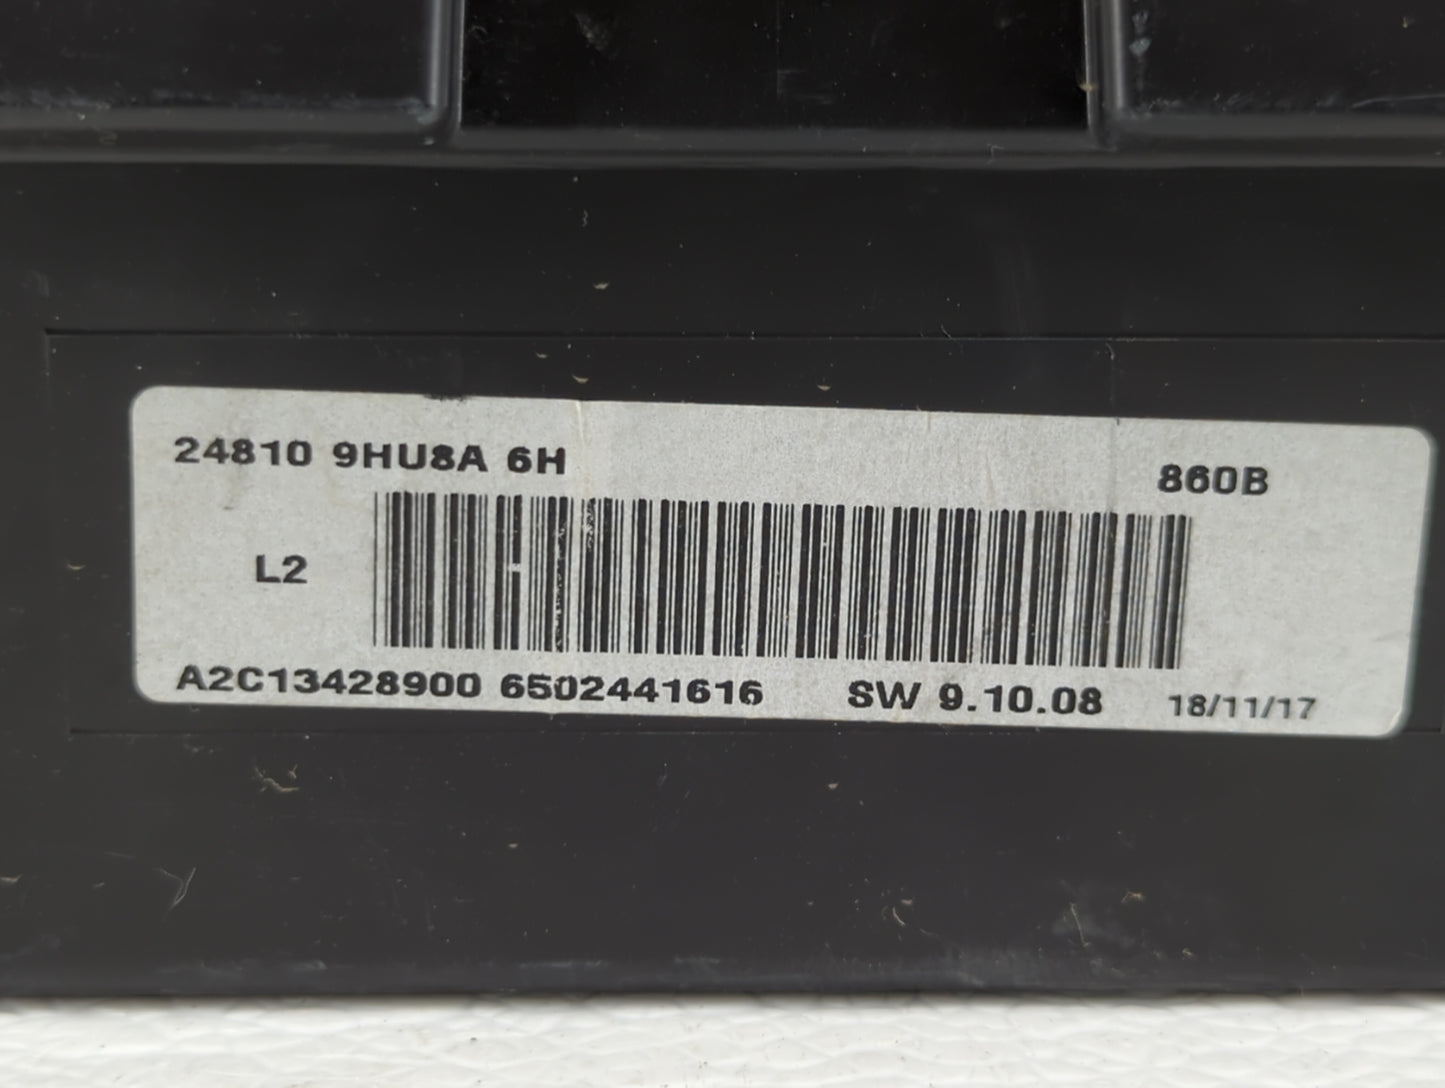 24810 9HU8A 6H
860B
L2
A2C13428900 6502441616 SW 9.10.08 18/11/17